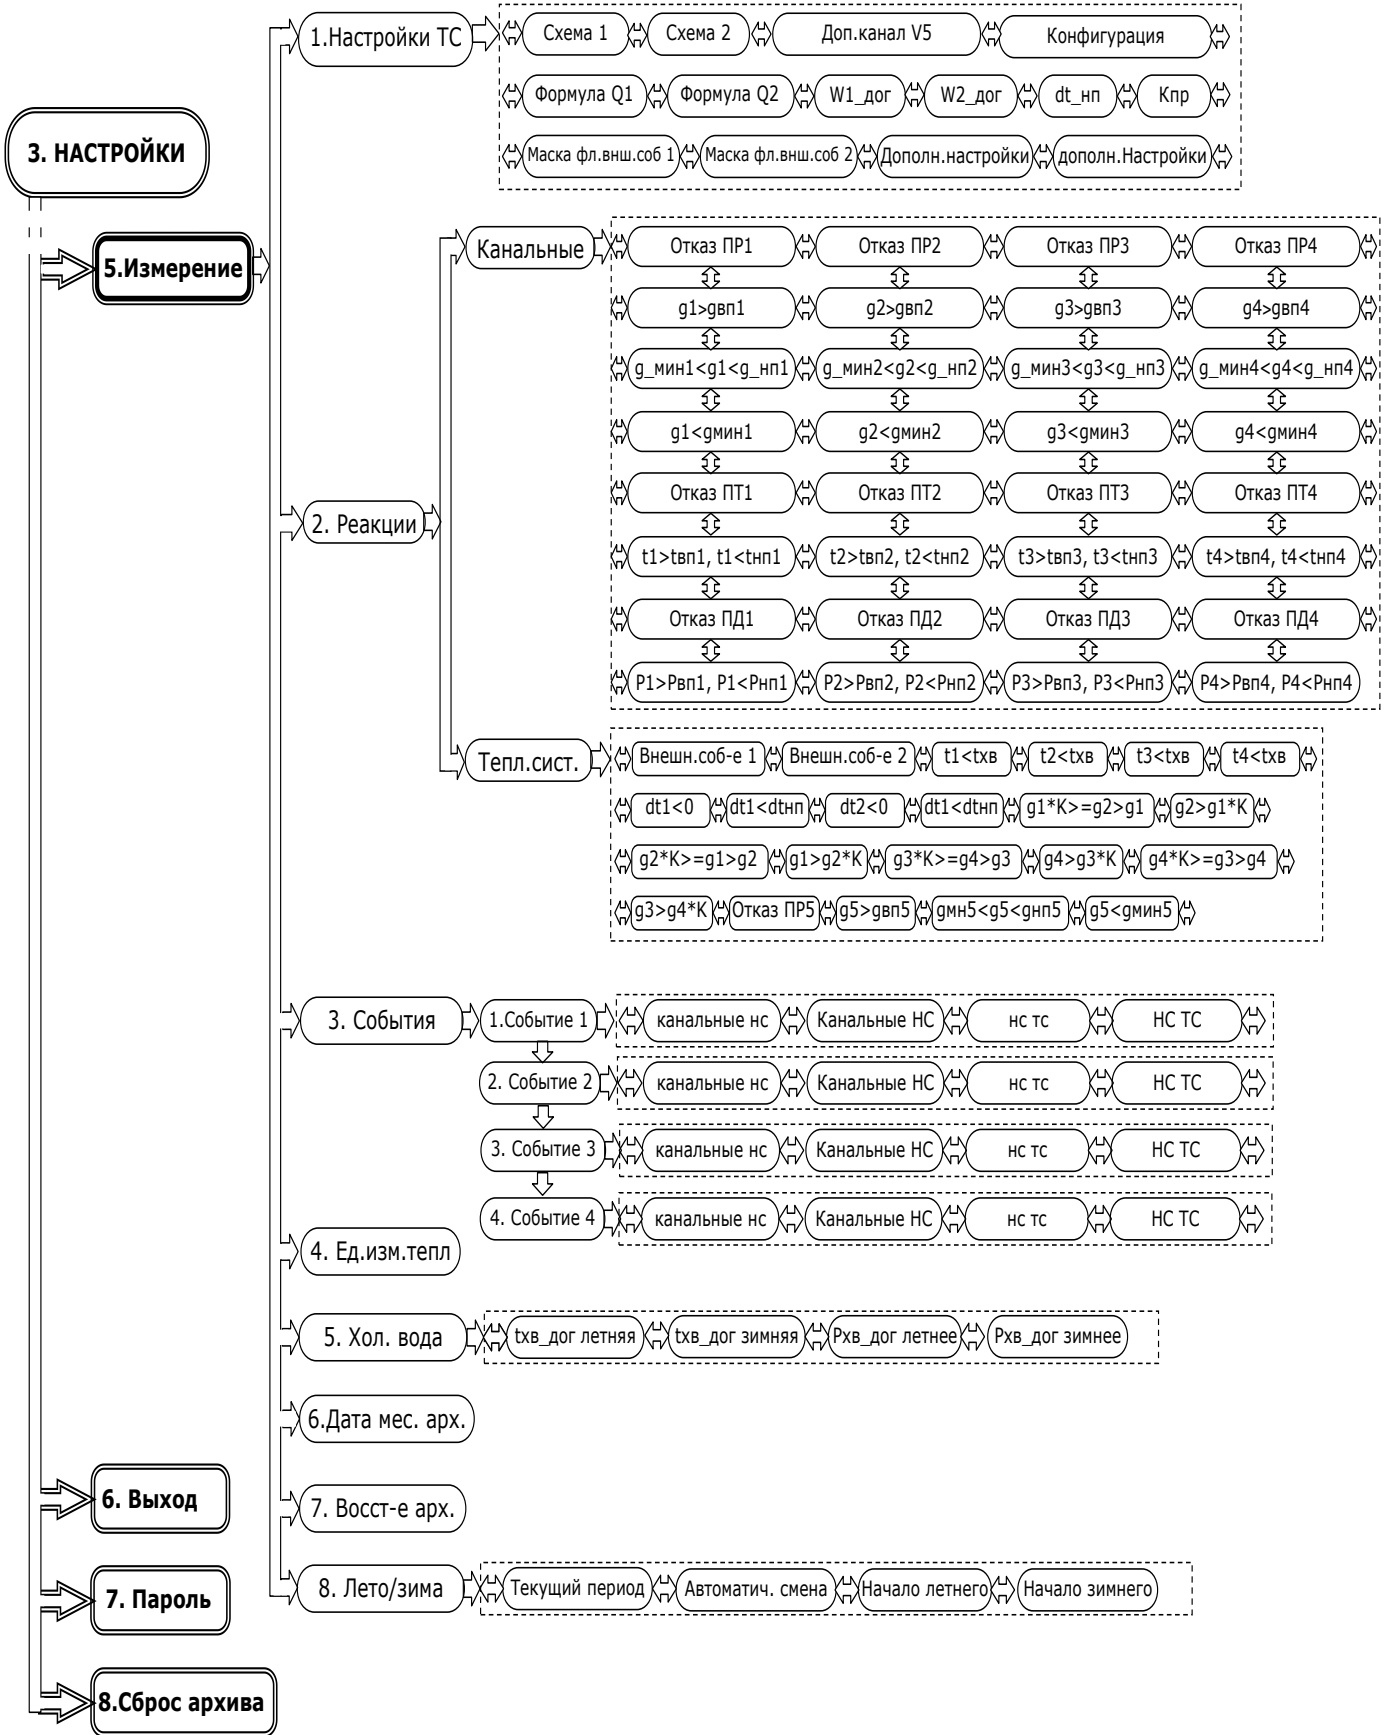 1.Настройки ТС
Схема 1
Схема 2
Доп.канал V5
Конфигурация
Формула Q1
Формула Q2
W1_дог
W2_дог
dt_нп
Кпр
Маска фл.внш.соб 1
Маска фл.внш.соб 2
Дополн.настройки
дополн.Настройки
3. НАСТРОЙКИ
5.Измерение
Канальные
Отказ ПР1
Отказ ПР2
Отказ ПР3
Отказ ПР4
g1>gвп1
g2>gвп2
g3>gвп3
g4>gвп4
g_мин1<g1<g_нп1
g_мин2<g2<g_нп2
g_мин3<g3<g_нп3
g_мин4<g4<g_нп4
g1<gмин1
g2<gмин2
g3<gмин3
g4<gмин4
2. Реакции
Отказ ПТ1
Отказ ПТ2
Отказ ПТ3
Отказ ПТ4
t1>tвп1, t1<tнп1
t2>tвп2, t2<tнп2
t3>tвп3, t3<tнп3
t4>tвп4, t4<tнп4
Отказ ПД1
Отказ ПД2
Отказ ПД3
Отказ ПД4
P1>Pвп1, P1<Pнп1
P2>Pвп2, P2<Pнп2
P3>Pвп3, P3<Pнп3
P4>Pвп4, P4<Pнп4
Тепл.сист.
Внешн.соб-е 1
Внешн.соб-е 2
t1<tхв
t2<tхв
t3<tхв
t4<tхв
dt1<0
dt1<dtнп
dt2<0
dt1<dtнп
g1*K>=g2>g1
g2>g1*K
g2*K>=g1>g2
g1>g2*K
g3*K>=g4>g3
g4>g3*K
g4*K>=g3>g4
g3>g4*K
Отказ ПР5
g5>gвп5
gмн5<g5<gнп5
g5<gмин5
3. События
1.Событие 1
канальные нс
Канальные НС
нс тс
НС ТС
2. Событие 2
канальные нс
Канальные НС
нс тс
НС ТС
3. Событие 3
канальные нс
Канальные НС
нс тс
НС ТС
4. Событие 4
канальные нс
Канальные НС
нс тс
НС ТС
4. Ед.изм.тепл
5. Хол. вода
tхв_дог летняя
tхв_дог зимняя
Pхв_дог летнее
Pхв_дог зимнее
6.Дата мес. арх.
6. Выход
7. Восст-е арх.
8. Лето/зима
Текущий период
Автоматич. смена
Начало летнего
Начало зимнего
7. Пароль
8.Сброс архива